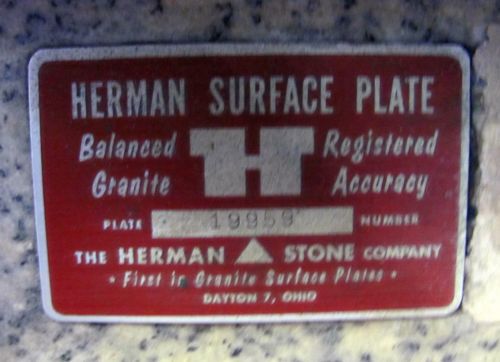 HERMAN SURFACE PLATE
Balanced Granite
H
Registered Accuracy
PLATE 19959 NUMBER
THE HERMAN STONE COMPANY
• First in Granite Surface Plates •
DAYTON 7, OHIO